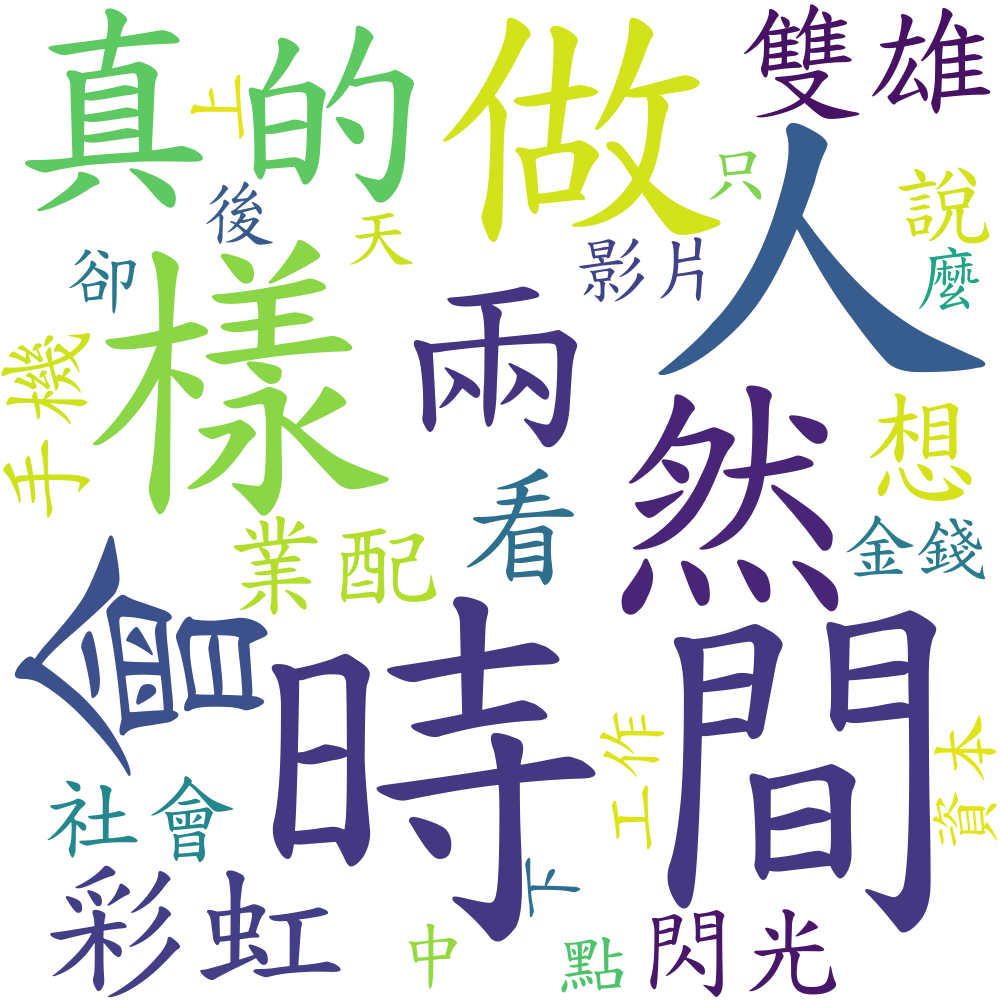 真的
上
做
雙雄
人
只
說
後
天
影片
麼
卻
樣
兩
手機
然
想
看
業配
金錢
會
時間
工作
資本
社會
下
彩虹
中
點
閃光